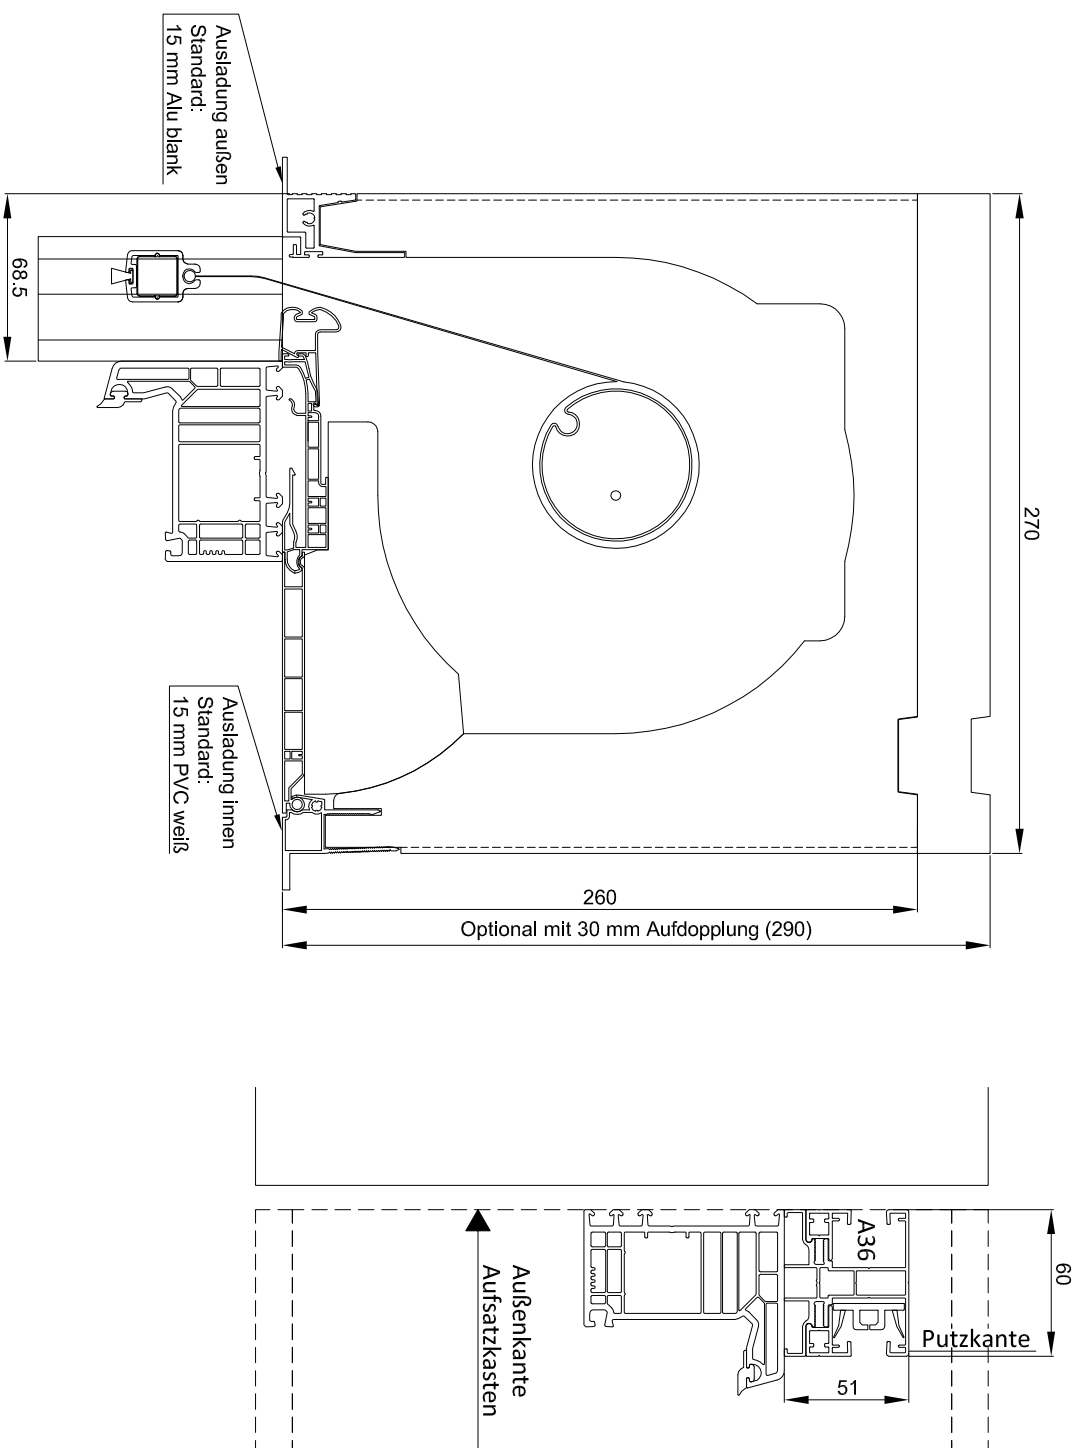 Ausladung außen
Standard:
15 mm Alu blank
68.5
270
Ausladung innen
Standard:
15 mm PVC weiß
260
Optional mit 30 mm Aufdopplung (290)
A36
60
Putzkante
51
Außenkante
Aufsatzkasten